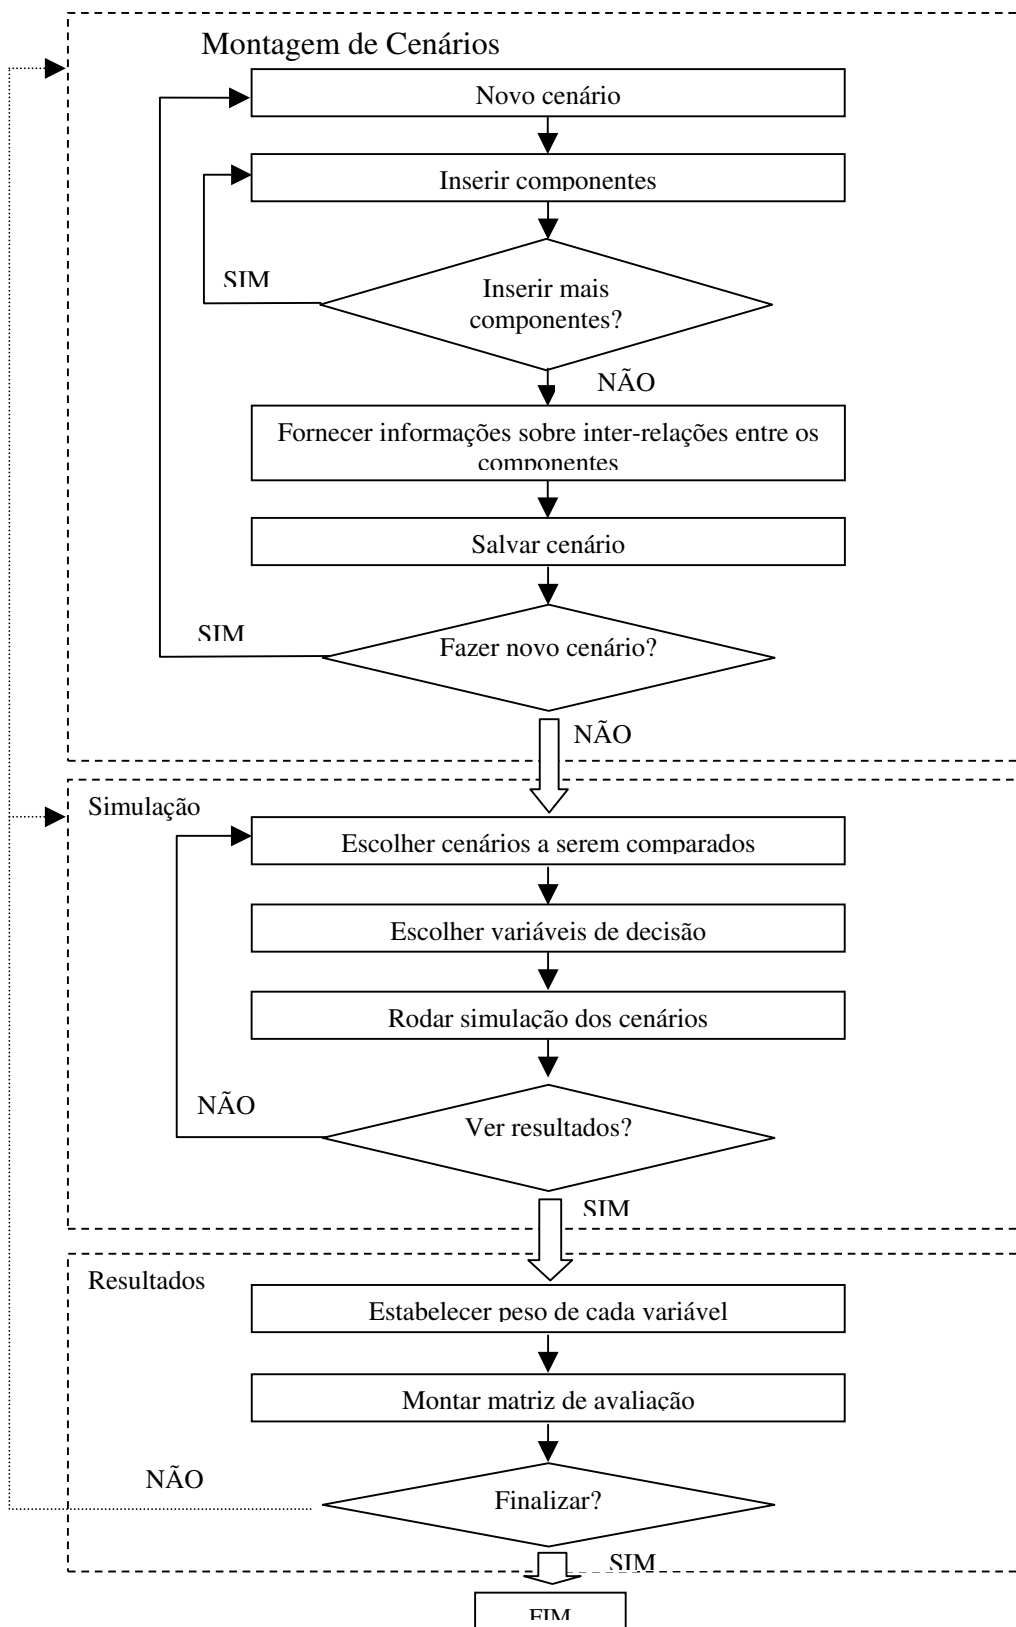 Montagem de Cenários
Novo cenário
Inserir componentes
SIM
Inserir mais
componentes?
NÃO
Fornecer informações sobre inter-relações entre os
componentes
Salvar cenário
SIM
Fazer novo cenário?
NÃO
Simulação
Escolher cenários a serem comparados
Escolher variáveis de decisão
Rodar simulação dos cenários
NÃO
Ver resultados?
SIM
Resultados
Estabelecer peso de cada variável
Montar matriz de avaliação
NÃO
Finalizar?
SIM
FIM